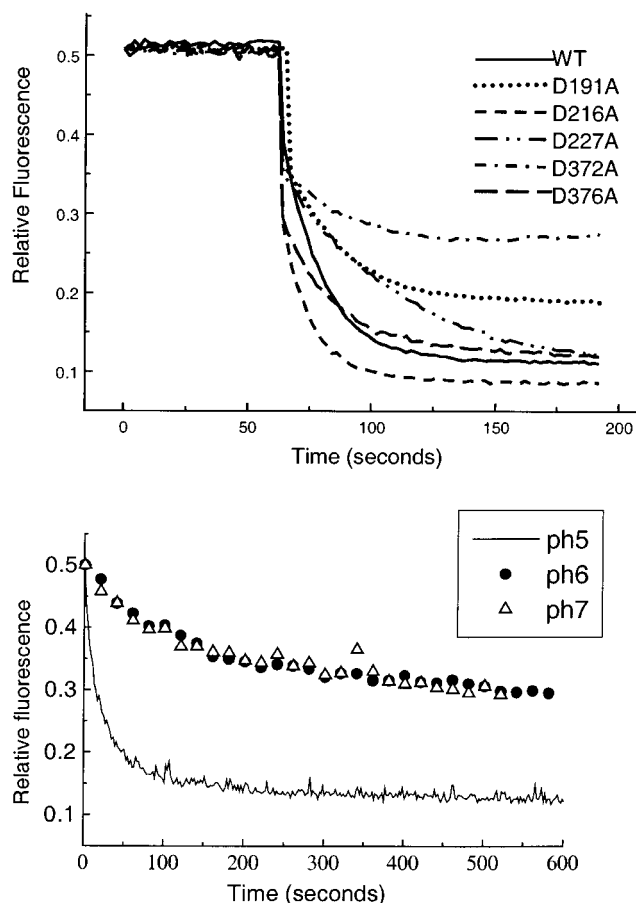 Relative Fluorescence
0.5
0.4
0.3
0.2
0.1
WT
D191A
D216A
D227A
D372A
D376A
0
50
100
150
200
Time (seconds)
Relative fluorescence
0.5
0.4
0.3
0.2
0.1
ph5
ph6
ph7
0
100
200
300
400
500
600
Time (seconds)